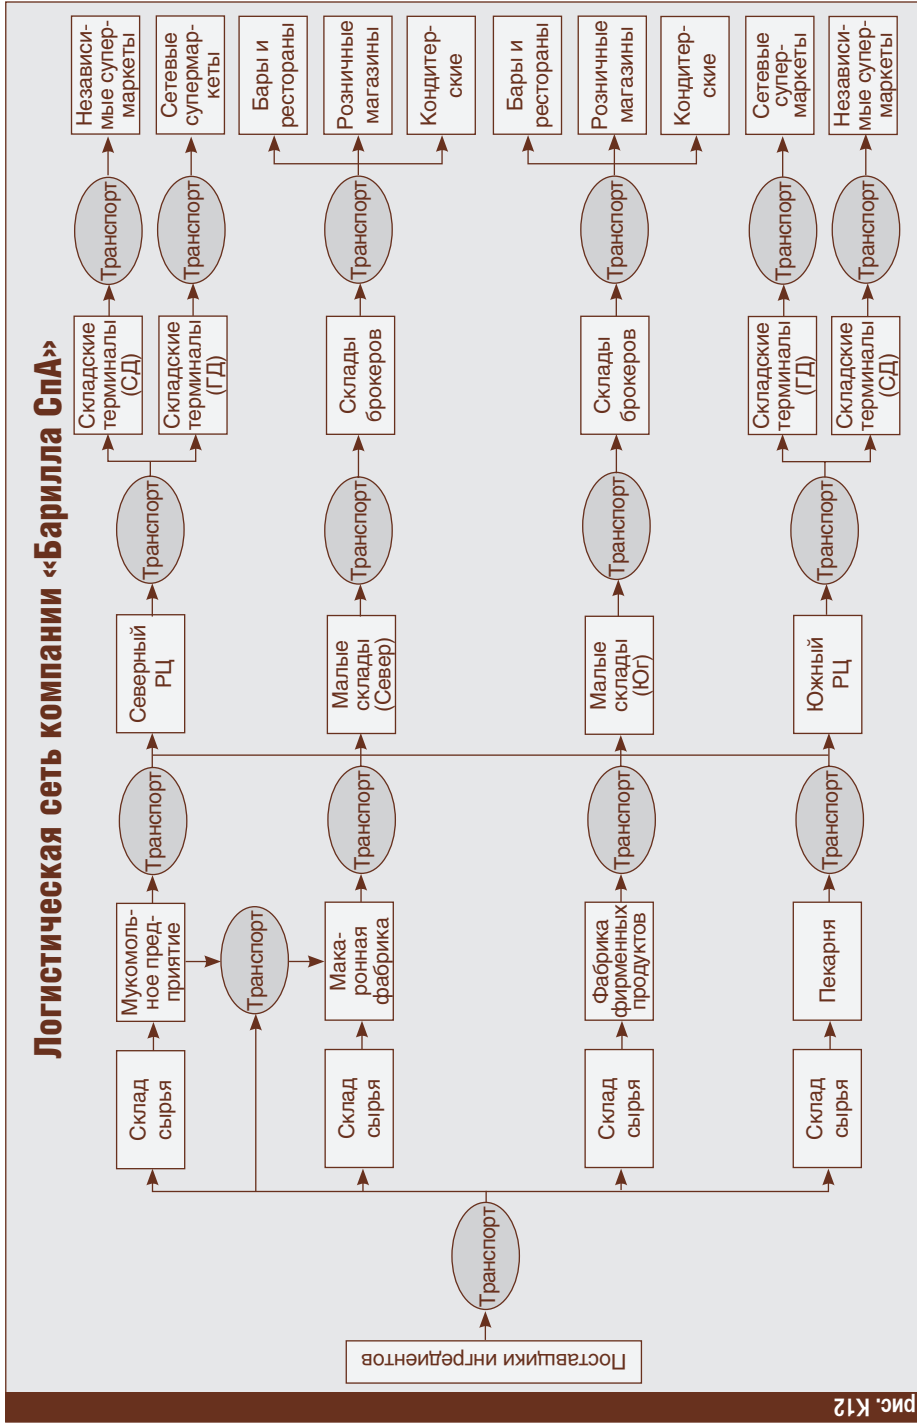 Логистическая сеть компании «Барилла СпА»
Поставщики ингредиентов
Транспорт
Склад
сырья
Мукомоль-
ное пред-
приятие
Транспорт
Северный
РЦ
Транспорт
Складские
терминалы
(СД)
Транспорт
Независи-
мые супер-
маркеты
Складские
терминалы
(ГД)
Транспорт
Сетевые
супермар-
кеты
Транспорт
Склад
сырья
Мака-
ронная
фабрика
Транспорт
Малые
склады
(Север)
Транспорт
Склады
брокеров
Транспорт
Бары и
рестораны
Розничные
магазины
Кондитер-
ские
Склад
сырья
Фабрика
фирменных
продуктов
Транспорт
Малые
склады
(Юг)
Транспорт
Склады
брокеров
Транспорт
Бары и
рестораны
Розничные
магазины
Кондитер-
ские
Склад
сырья
Пекарня
Транспорт
Южный
РЦ
Транспорт
Складские
терминалы
(ГД)
Транспорт
Сетевые
супер-
маркеты
Складские
терминалы
(СД)
Транспорт
Независи-
мые супер-
маркеты
рис. К12